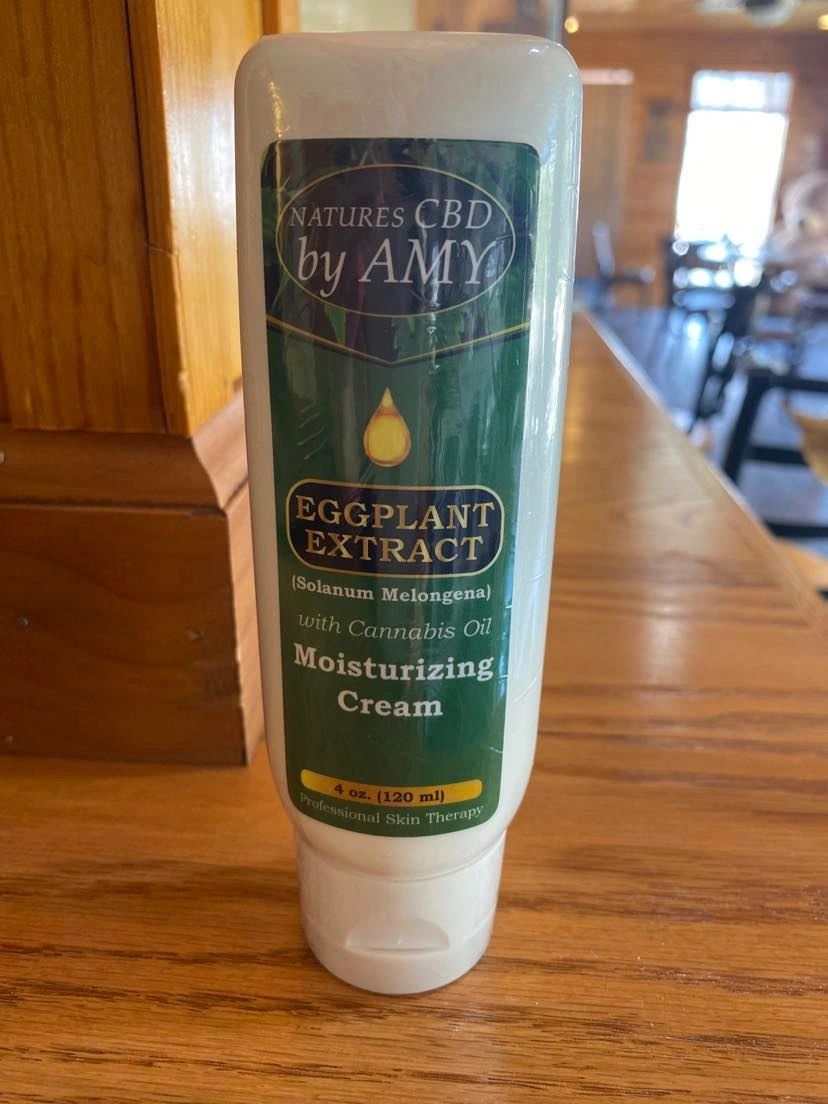 NATURES CBD
by AMY
EGGPLANT
EXTRACT
(Solanum Melongena)
with Cannabis Oil
Moisturizing
Cream
4 oz. (120 ml)
Professional Skin Therapy